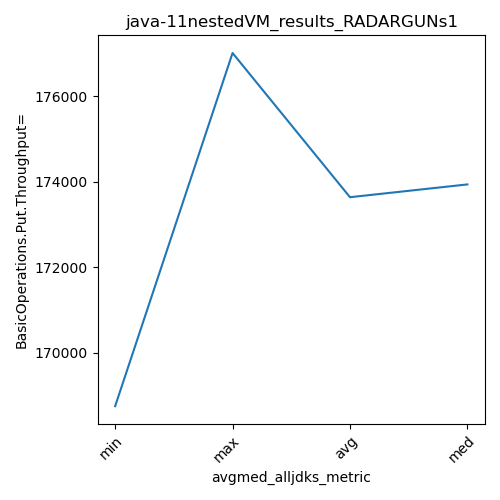 java-11nestedVM_results_RADARGUNs1
BasicOperations.Put.Throughput=
176000
174000
172000
170000
min
max
avg
med
avgmed_alljdks_metric